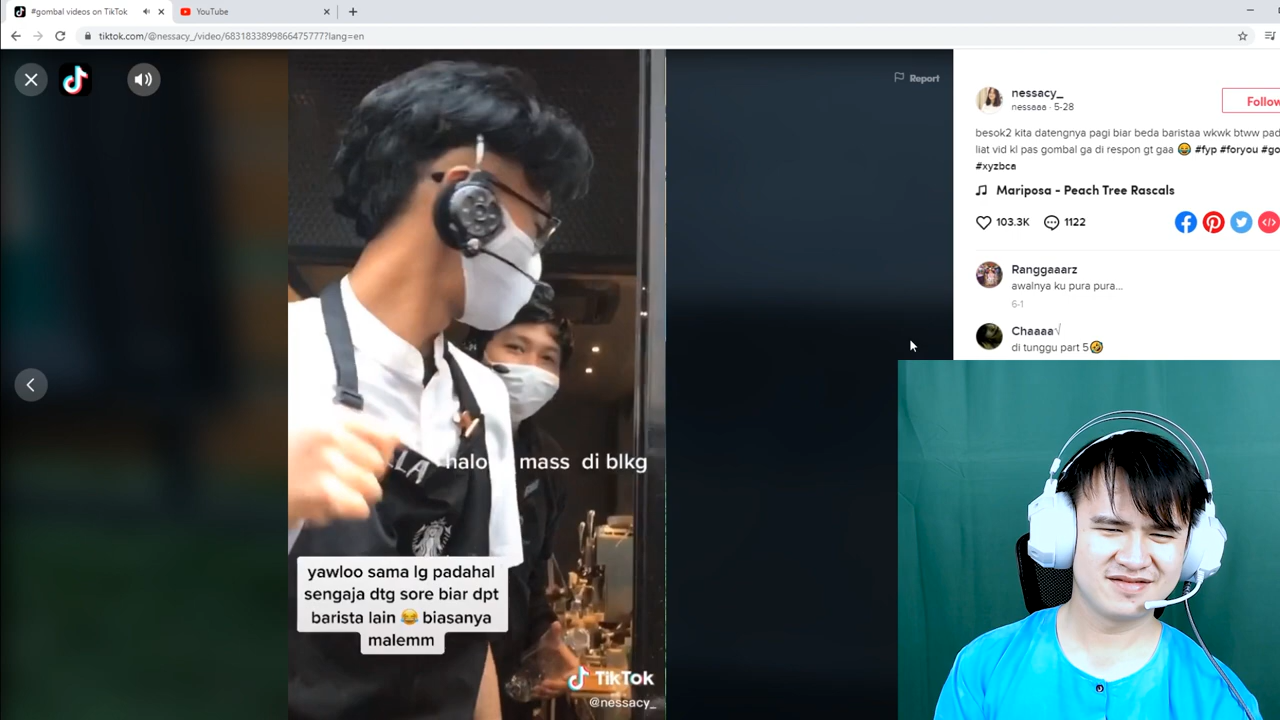 #gombal videos on TikTok
YouTube
tiktok.com/@nessacy_/video/6831833899866475777?lang=en
Report
nessacy_
nessaaa · 5-28
Follow
besok2 kita datengnya pagi biar beda baristaa wkwk btww pad
liat vid kl pas gombal ga di respon gt gaa 😂 #fyp #foryou #go
#xyzbca
Mariposa - Peach Tree Rascals
103.3K
1122
Ranggaaarz
awalnya ku pura pura...
6-1
Chaaaa√
di tunggu part 5🤣
halo mass di blkg
yawloo sama lg padahal
sengaja dtg sore biar dpt
barista lain 😂 biasanya
malemm
TikTok
@nessacy_